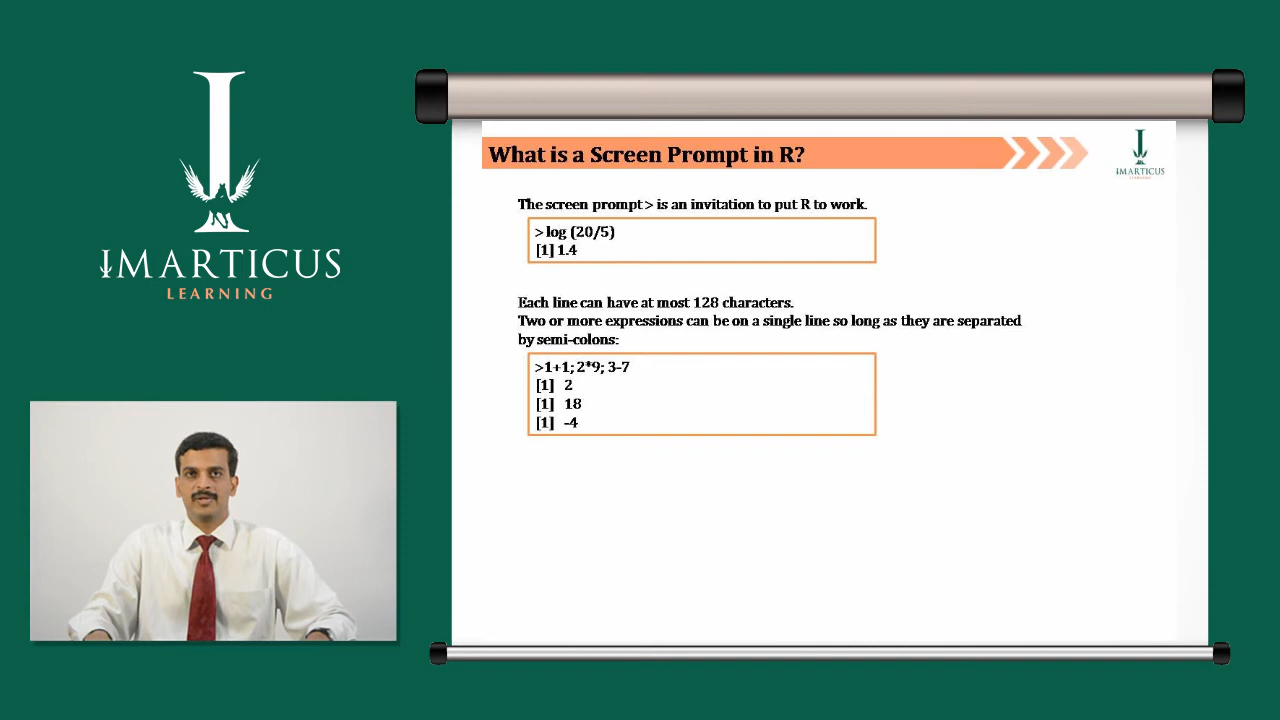 IMARTICUS
LEARNING
What is a Screen Prompt in R?
IMARTICUS
LEARNING
The screen prompt > is an invitation to put R to work.
> log (20/5)
[1] 1.4
Each line can have at most 128 characters.
Two or more expressions can be on a single line so long as they are separated
by semi-colons:
>1+1; 2*9; 3-7
[1] 2
[1] 18
[1] -4